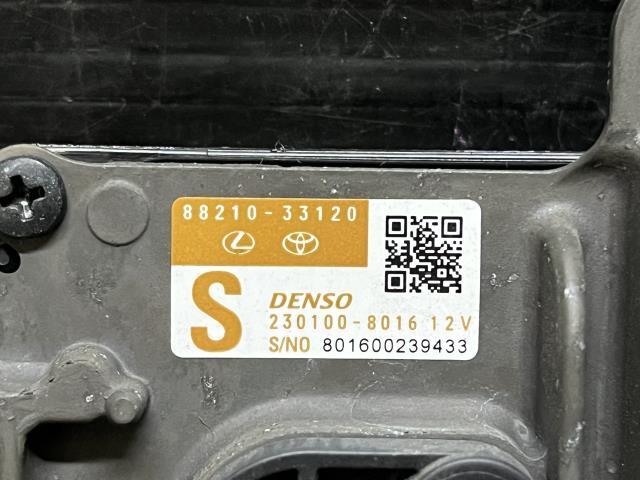 88210-33120
S
DENSO
230100-8016 12V
S/NO 801600239433